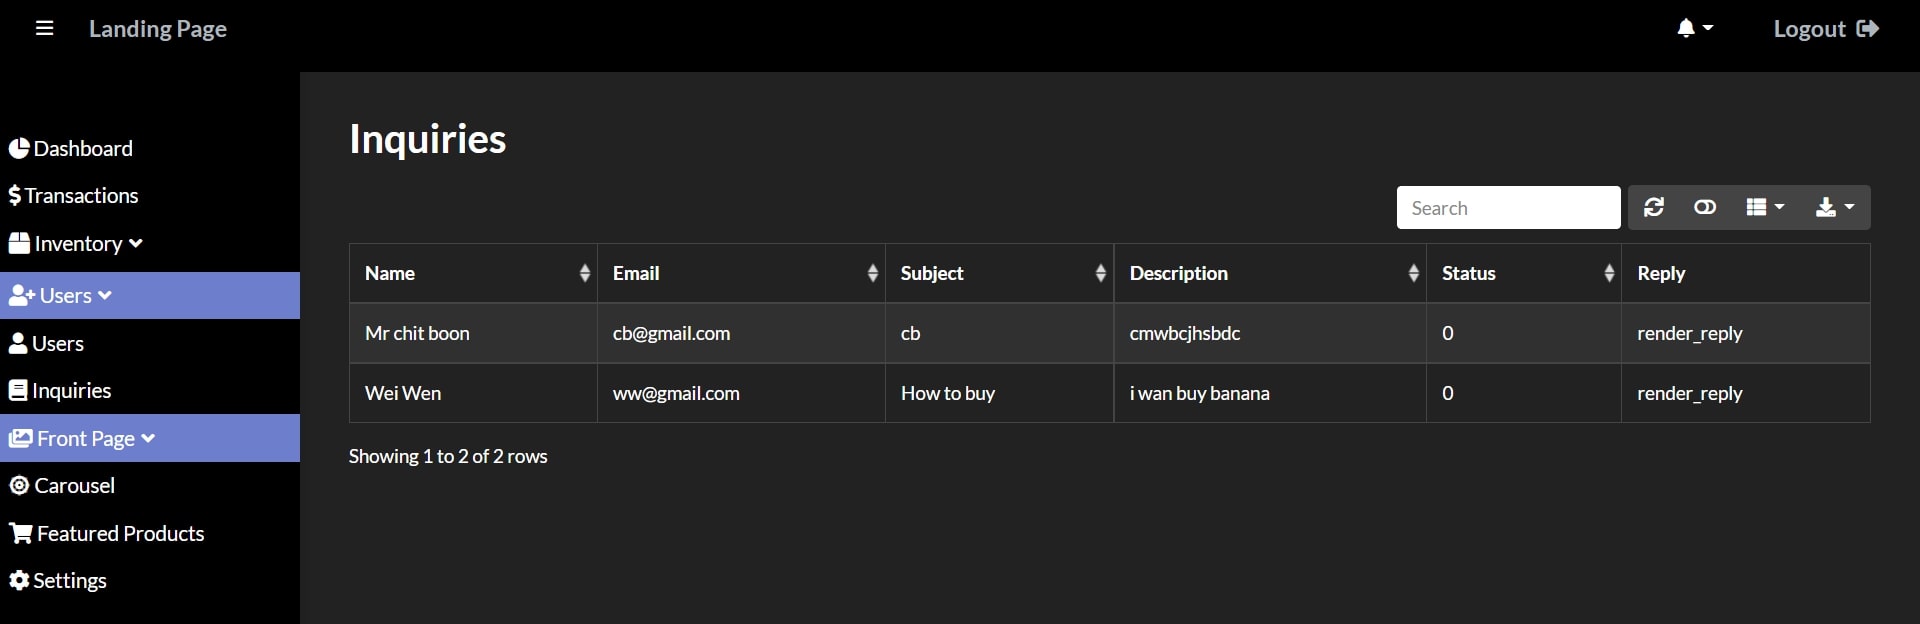 Landing Page
Logout
Dashboard
Transactions
Inventory
Users
Users
Inquiries
Front Page
Carousel
Featured Products
Settings
Inquiries
Search
Name Email Subject Description Status Reply
Mr chit boon cb@gmail.com cb cmwbcjhsbdc 0 render_reply
Wei Wen ww@gmail.com How to buy i wan buy banana 0 render_reply
Showing 1 to 2 of 2 rows